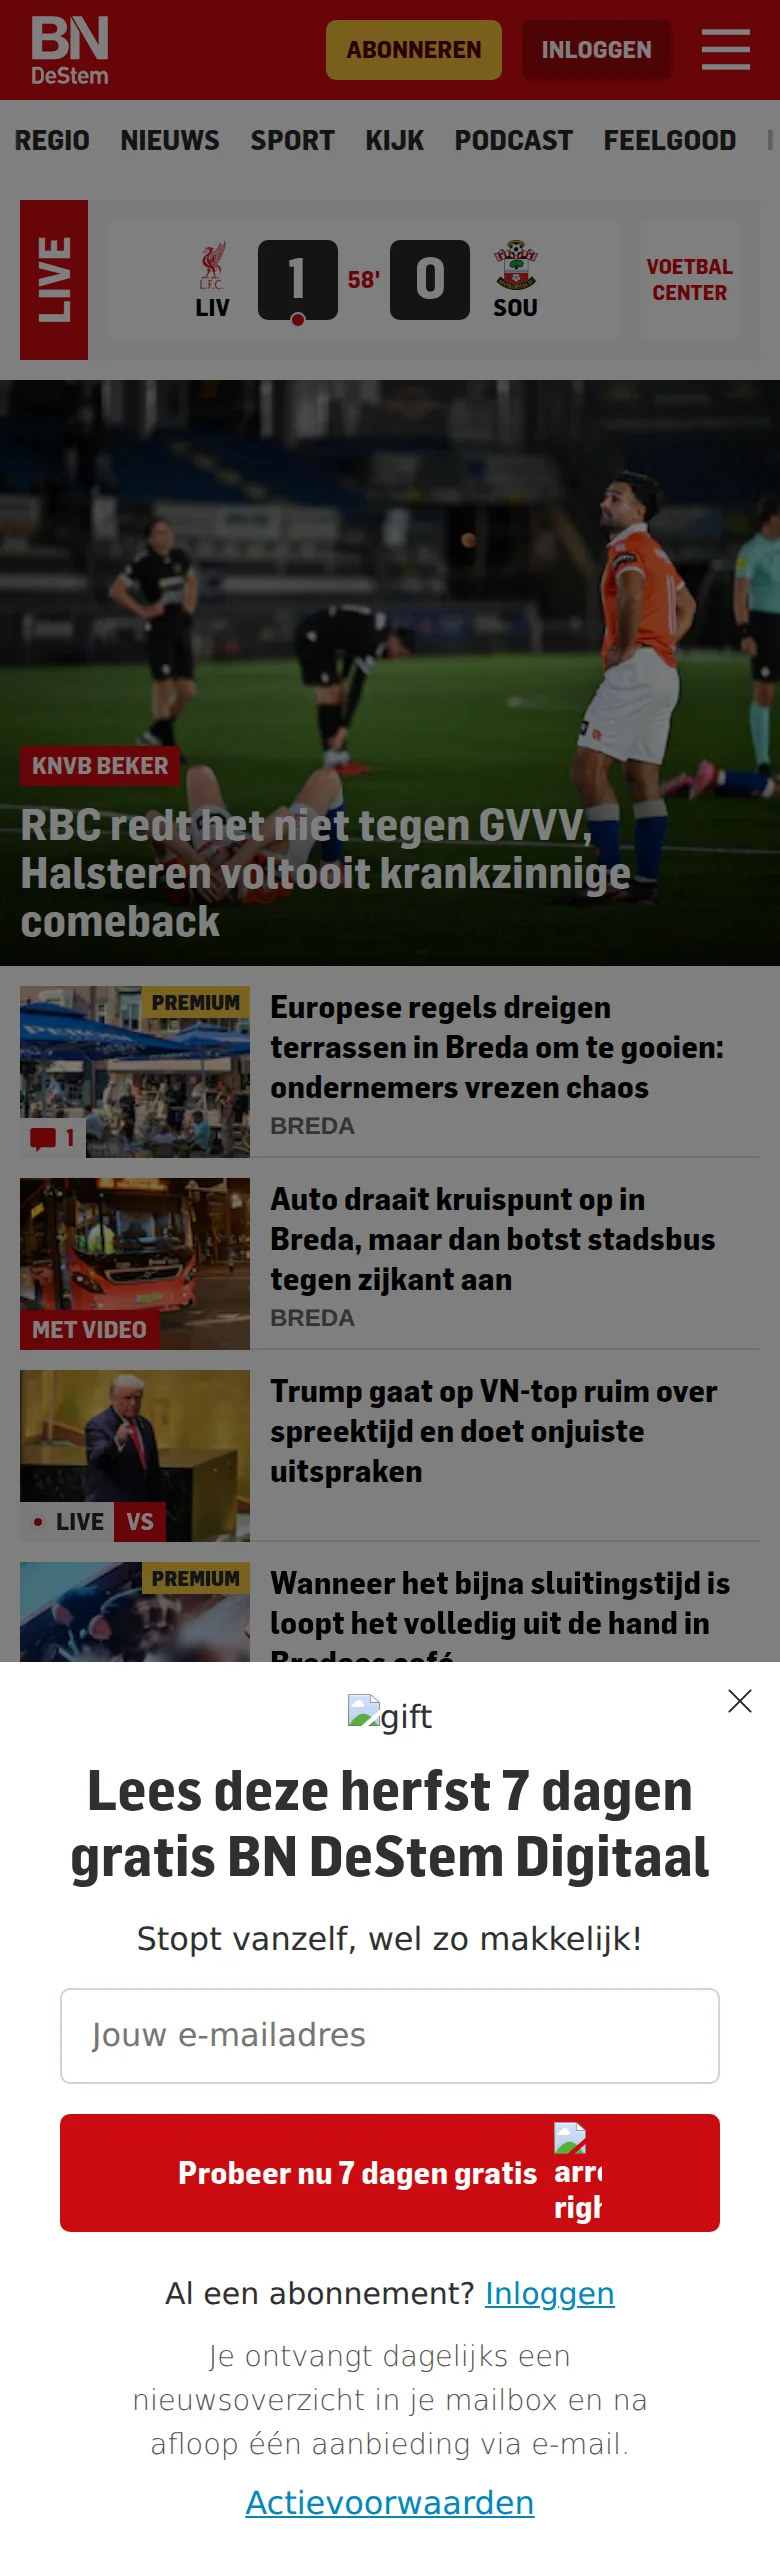 BN
DeStem
ABONNEREN
INLOGGEN
REGIO NIEUWS SPORT KIJK PODCAST FEELGOOD
LIVE
L.F.C.
LIV
1
58'
0
SOU
VOETBAL
CENTER
KNVB BEKER
RBC redt het niet tegen GVVV,
Halsteren voltooit krankzinnige
comeback
PREMIUM
1
Europese regels dreigen
terrassen in Breda om te gooien:
ondernemers vrezen chaos
BREDA
MET VIDEO
Auto draait kruispunt op in
Breda, maar dan botst stadsbus
tegen zijkant aan
BREDA
LIVE VS
Trump gaat op VN-top ruim over
spreektijd en doet onjuiste
uitspraken
PREMIUM
Wanneer het bijna sluitingstijd is
loopt het volledig uit de hand in
Bredaas café
gift
Lees deze herfst 7 dagen
gratis BN DeStem Digitaal
Stopt vanzelf, wel zo makkelijk!
Jouw e-mailadres
Probeer nu 7 dagen gratis
arr
righ
Al een abonnement? Inloggen
Je ontvangt dagelijks een
nieuwsoverzicht in je mailbox en na
afloop één aanbieding via e-mail.
Actievoorwaarden